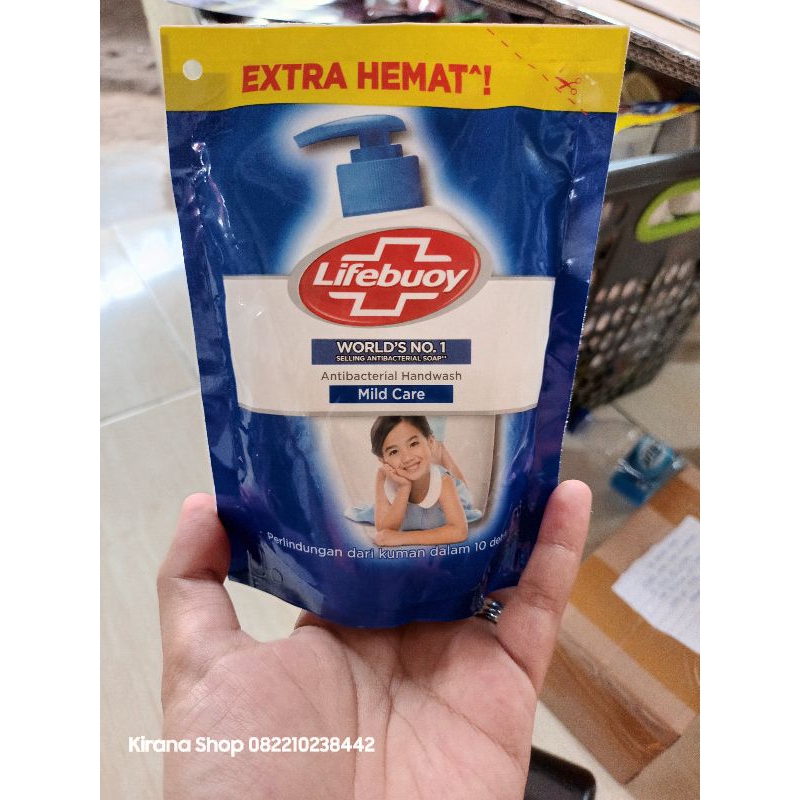 EXTRA HEMAT^!
Lifebuoy
WORLD'S NO. 1
SELLING ANTIBACTERIAL SOAP**
Antibacterial Handwash
Mild Care
Perlindungan dari kuman dalam 10
Kirana Shop 082210238442